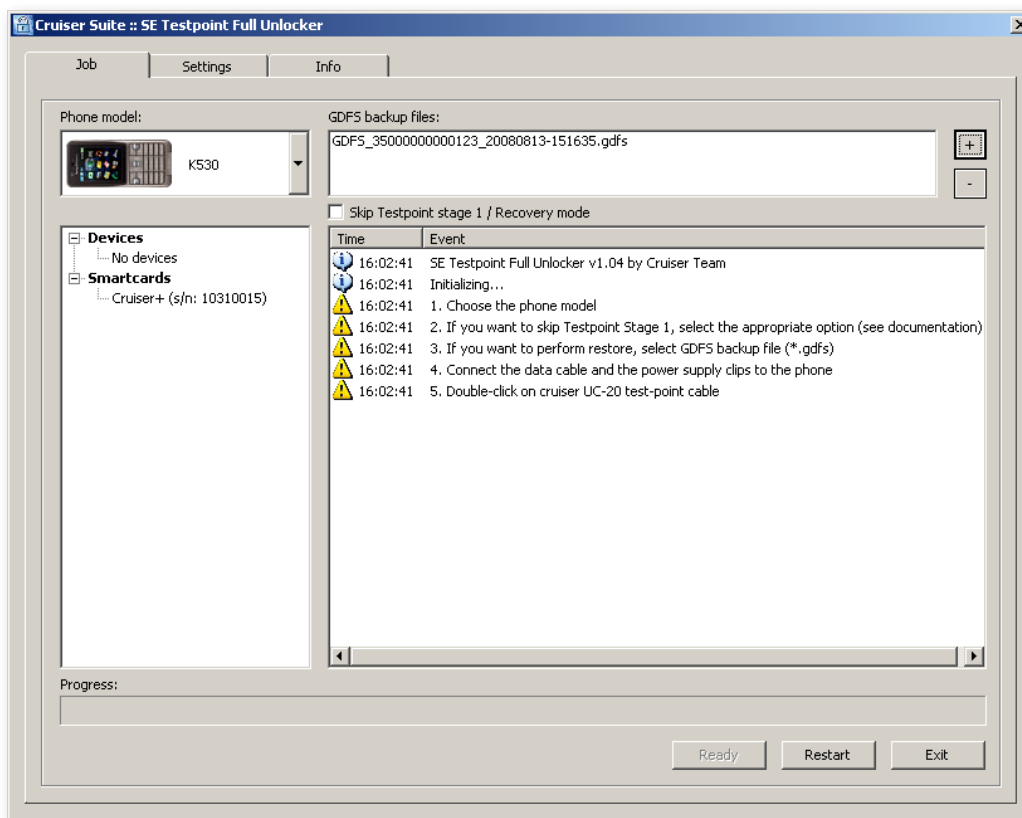 Cruiser Suite :: SE Testpoint Full Unlocker
Job
Settings
Info
Phone model:
K530
GDFS backup files:
GDFS_35000000000123_20080813-151635.gdfs
+
-
Skip Testpoint stage 1 / Recovery mode
Devices
No devices
Smartcards
Cruiser+ (s/n: 10310015)
Time Event
16:02:41 SE Testpoint Full Unlocker v1.04 by Cruiser Team
16:02:41 Initializing...
16:02:41 1. Choose the phone model
16:02:41 2. If you want to skip Testpoint Stage 1, select the appropriate option (see documentation)
16:02:41 3. If you want to perform restore, select GDFS backup file (*.gdfs)
16:02:41 4. Connect the data cable and the power supply clips to the phone
16:02:41 5. Double-click on cruiser UC-20 test-point cable
Progress:
Ready
Restart
Exit